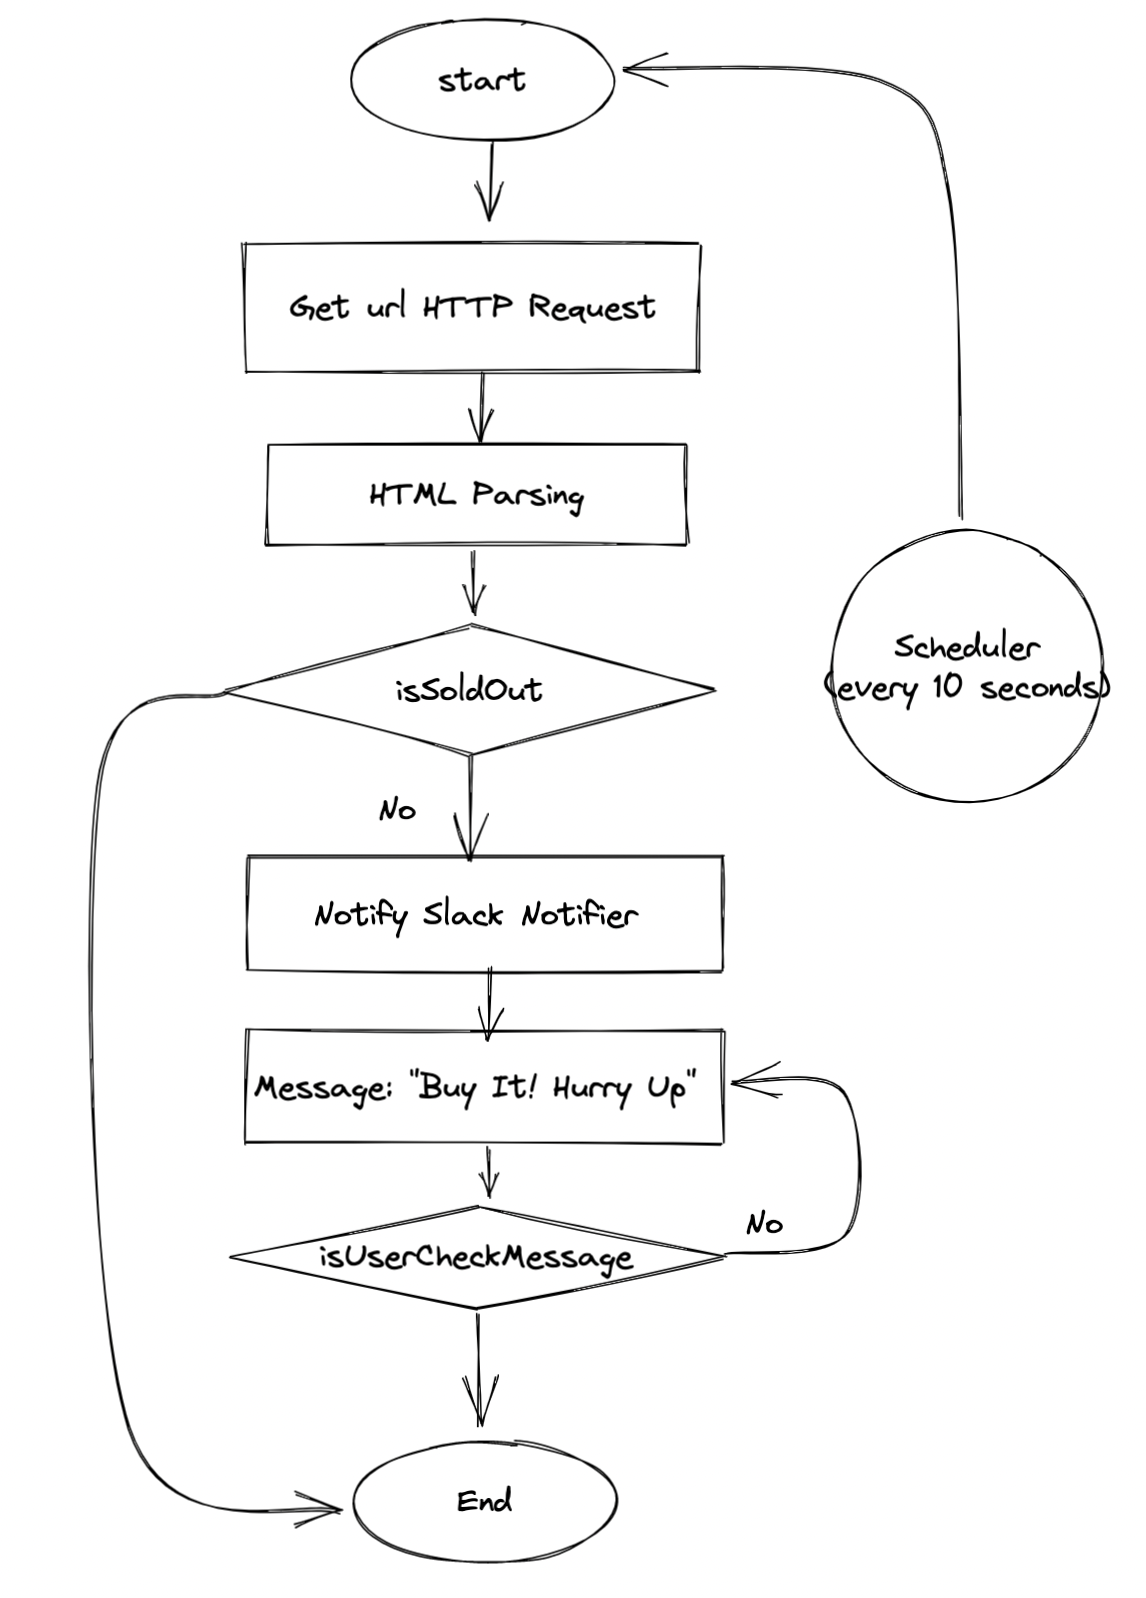 start
Get url HTTP Request
HTML Parsing
Scheduler
(every 10 seconds)
isSoldOut
No
Notify Slack Notifier
Message: "Buy It! Hurry Up"
No
isUserCheckMessage
End